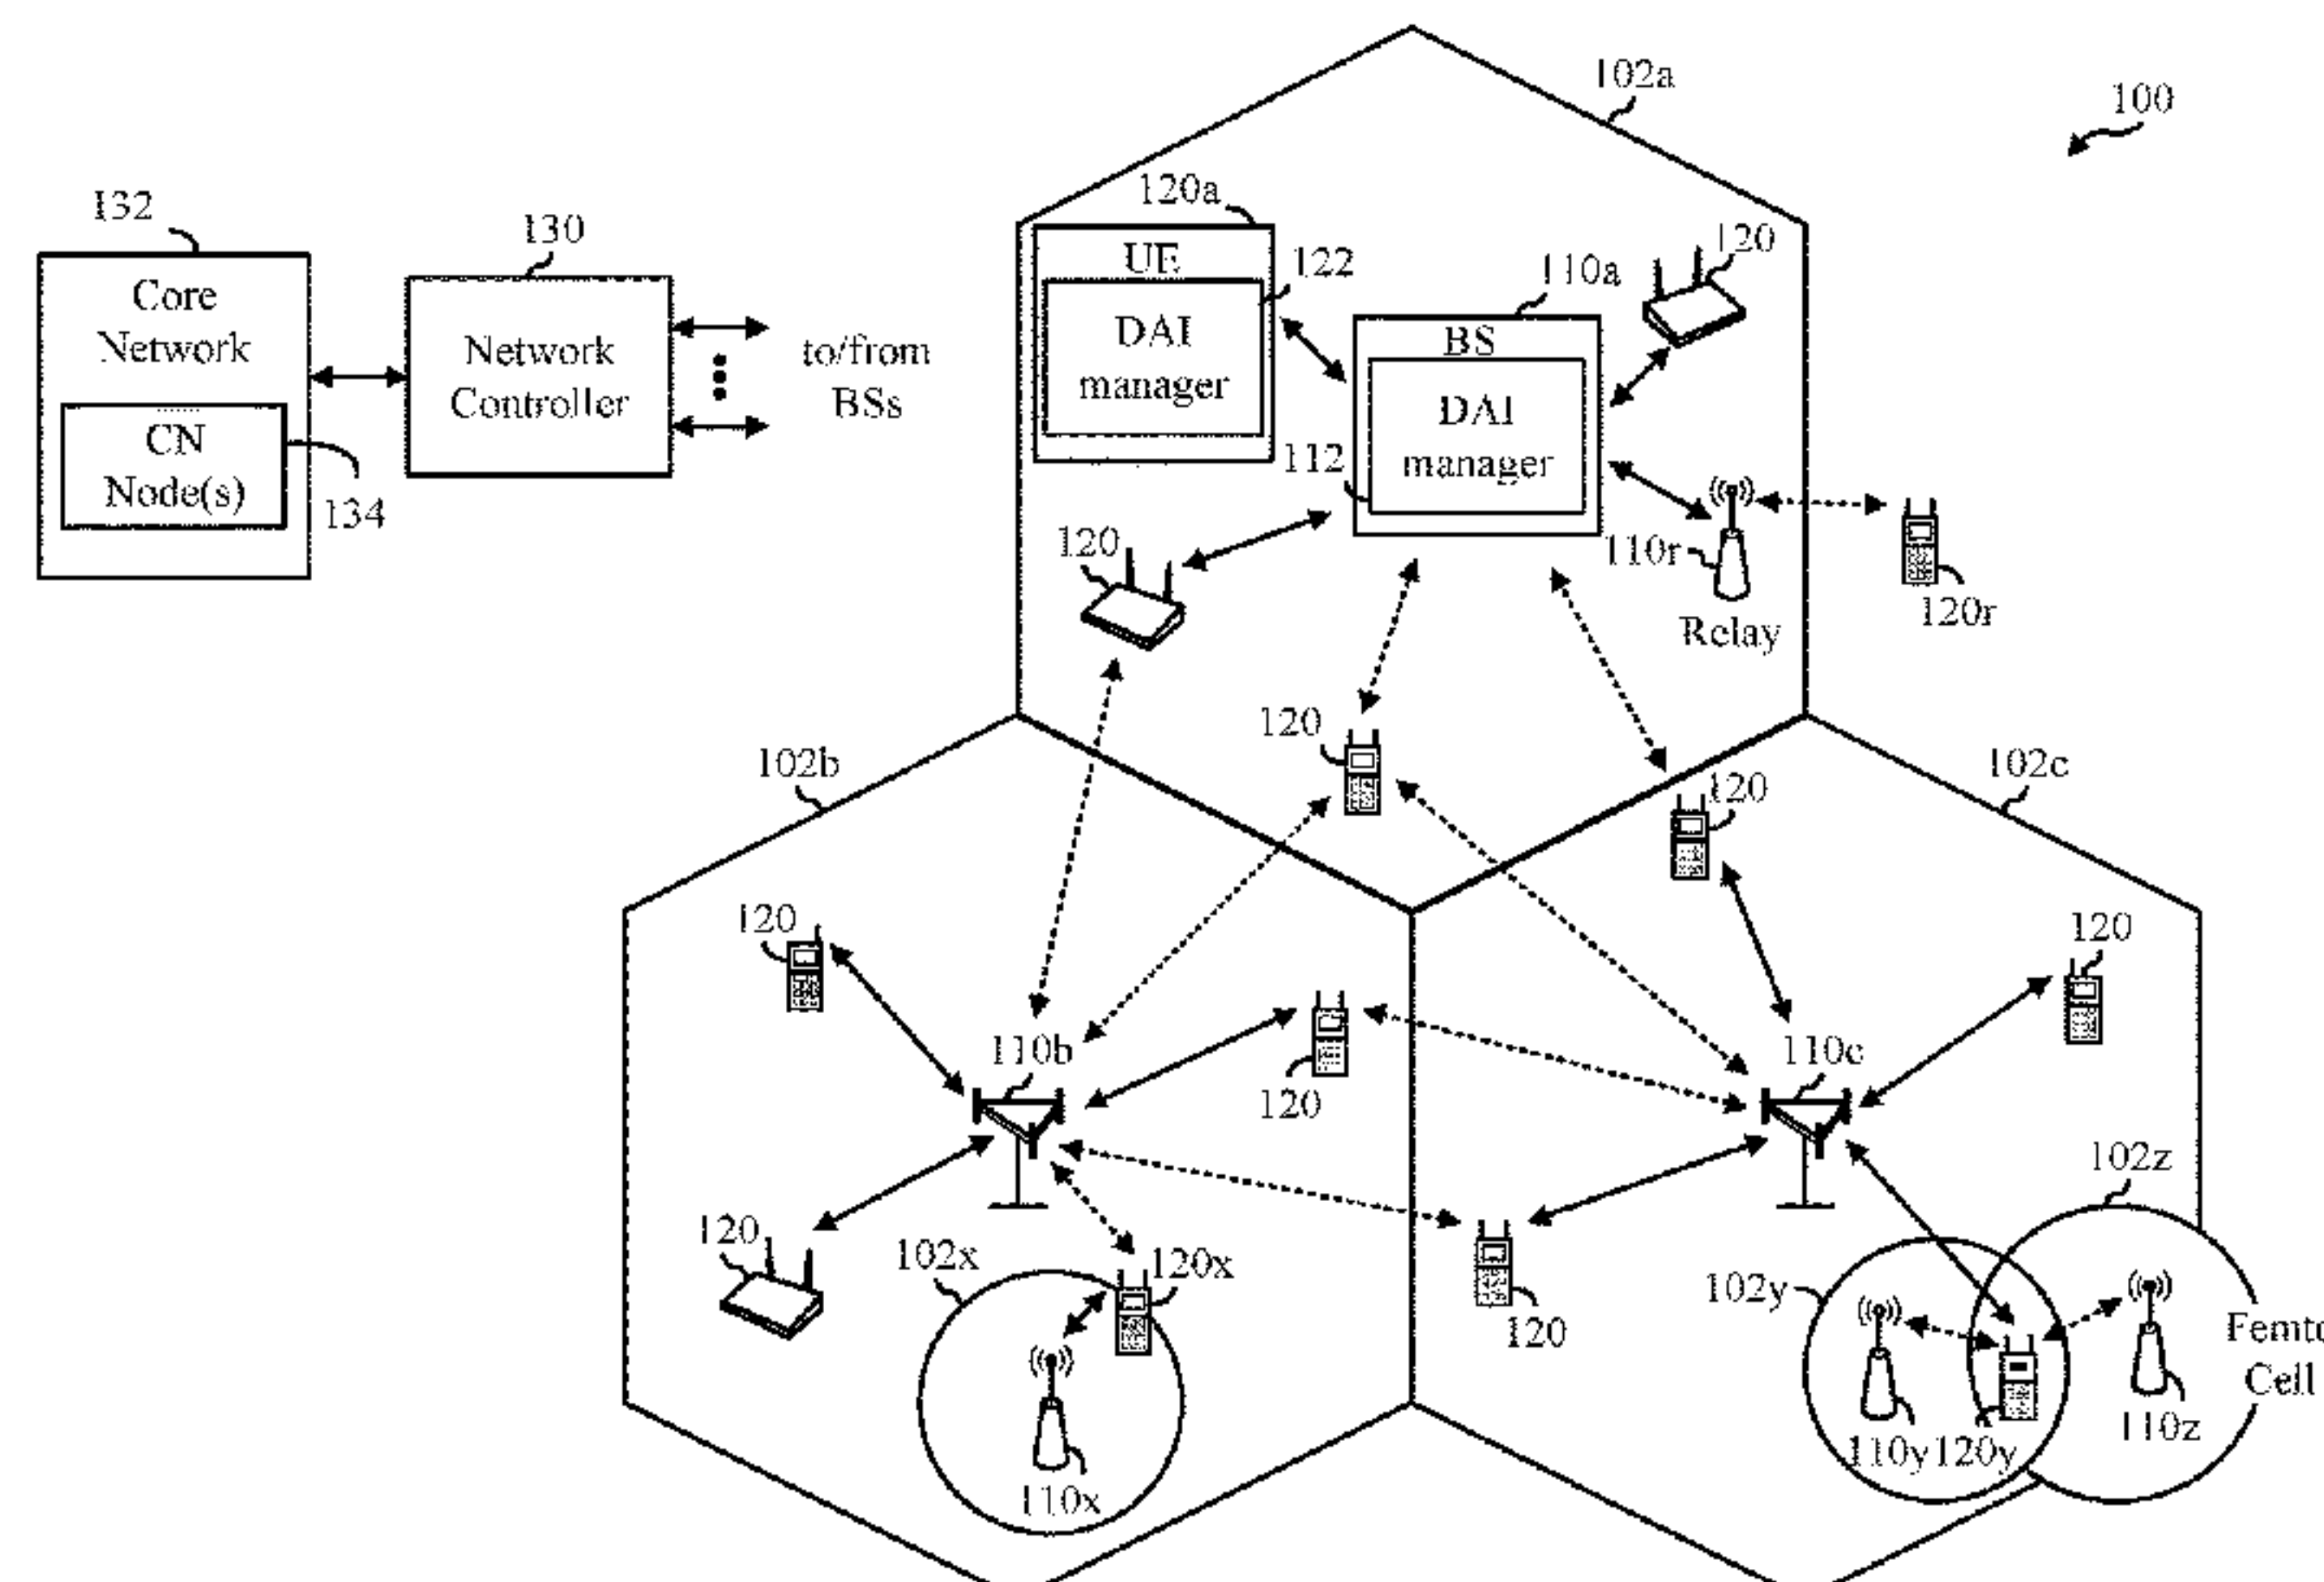 102a
100
132
120a
130
120
UE
122
110a
Core
Network
DAI
manager
BS
Network
Controller
to/from
BSs
DAI
manager
CN
Node(s)
112
134
120
110r
120r
Relay
120
102b
102c
120
120
120
110b
110c
120
102z
120
102x
120x
102y
120
Femto
Cell
110y
120y
110z
110x